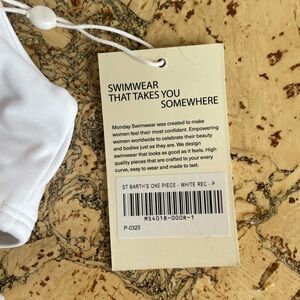 SWIMWEAR
THAT TAKES YOU
SOMEWHERE
Monday Swimwear was created to make
women feel their most confident. Empowering
women worldwide to celebrate their beauty
and bodies just as they are. We design
swimwear that looks as good as it feels. High
quality pieces that are crafted to your every
curve, easy to wear and made to last.
ST BARTH'S ONE PIECE - WHITE REC - P
MS4018-0008-1
P-0325